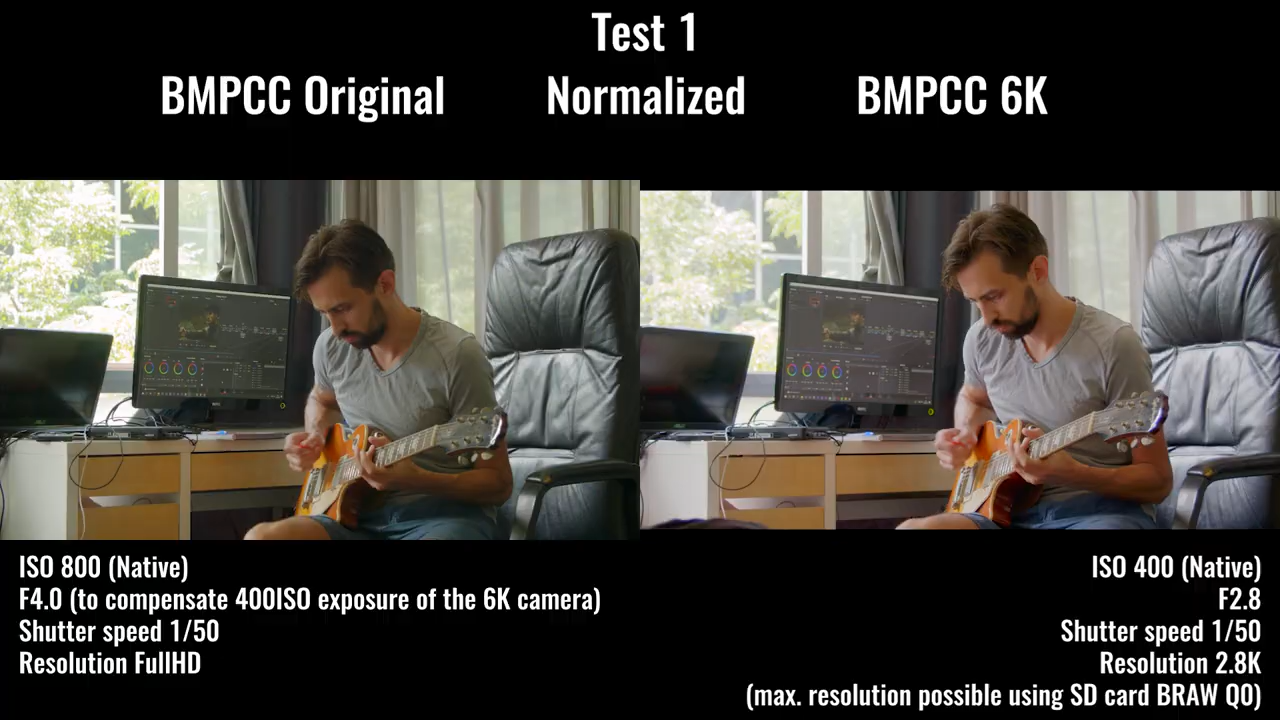 Test 1
BMPCC Original Normalized BMPCC 6K
ISO 800 (Native)
F4.0 (to compensate 400ISO exposure of the 6K camera)
Shutter speed 1/50
Resolution FullHD
ISO 400 (Native)
F2.8
Shutter speed 1/50
Resolution 2.8K
(max. resolution possible using SD card BRAW Q0)